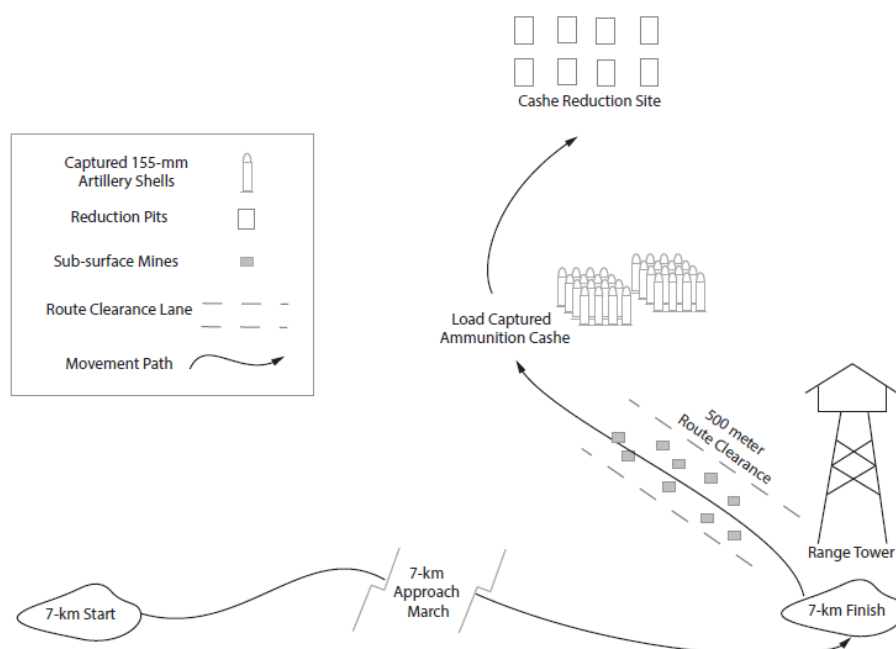 Cashe Reduction Site
Captured 155-mm
Artillery Shells
Reduction Pits
Sub-surface Mines
Route Clearance Lane
Movement Path
Load Captured
Ammunition Cashe
500 meter
Route Clearance
Range Tower
7-km Start
7-km
Approach
March
7-km Finish